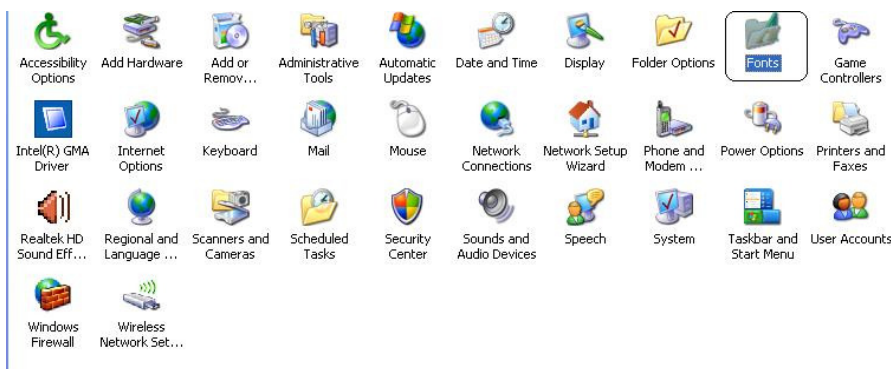 Accessibility Options
Add Hardware
Add or Remov...
Administrative Tools
Automatic Updates
Date and Time
Display
Folder Options
Fonts
Game Controllers
Intel(R) GMA Driver
Internet Options
Keyboard
Mail
Mouse
Network Connections
Network Setup Wizard
Phone and Modem ...
Power Options
Printers and Faxes
Realtek HD Sound Eff...
Regional and Language ...
Scanners and Cameras
Scheduled Tasks
Security Center
Sounds and Audio Devices
Speech
System
Taskbar and Start Menu
User Accounts
Windows Firewall
Wireless Network Set...